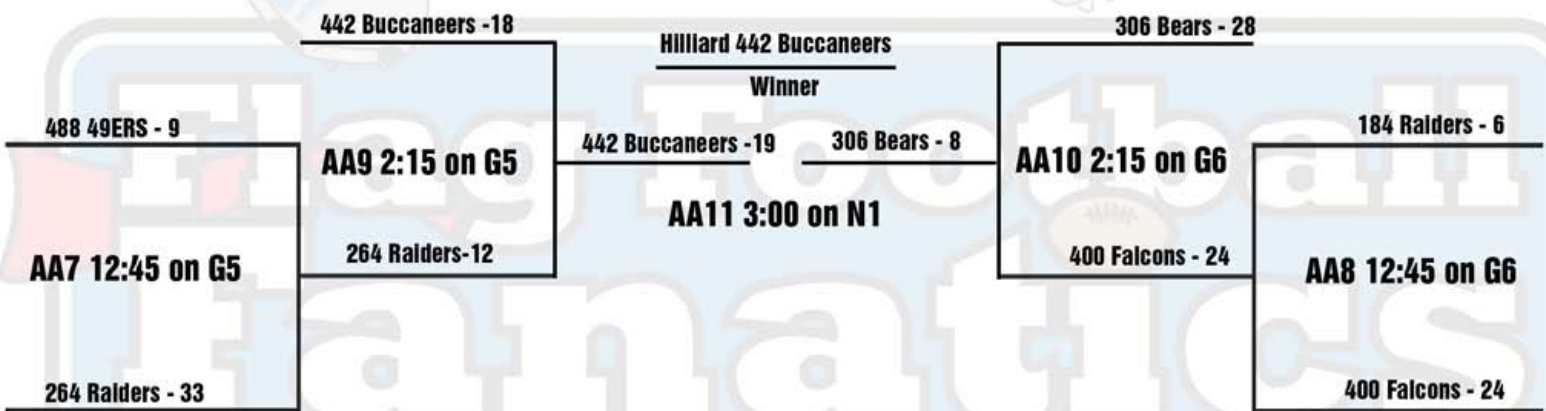 442 Buccaneers -18
306 Bears - 28
Hilliard 442 Buccaneers
Winner
488 49ERS - 9
184 Raiders - 6
442 Buccaneers -19
306 Bears - 8
AA9 2:15 on G5
AA10 2:15 on G6
AA11 3:00 on N1
264 Raiders-12
400 Falcons - 24
AA7 12:45 on G5
AA8 12:45 on G6
264 Raiders - 33
400 Falcons - 24
Flag Football
Fanatics